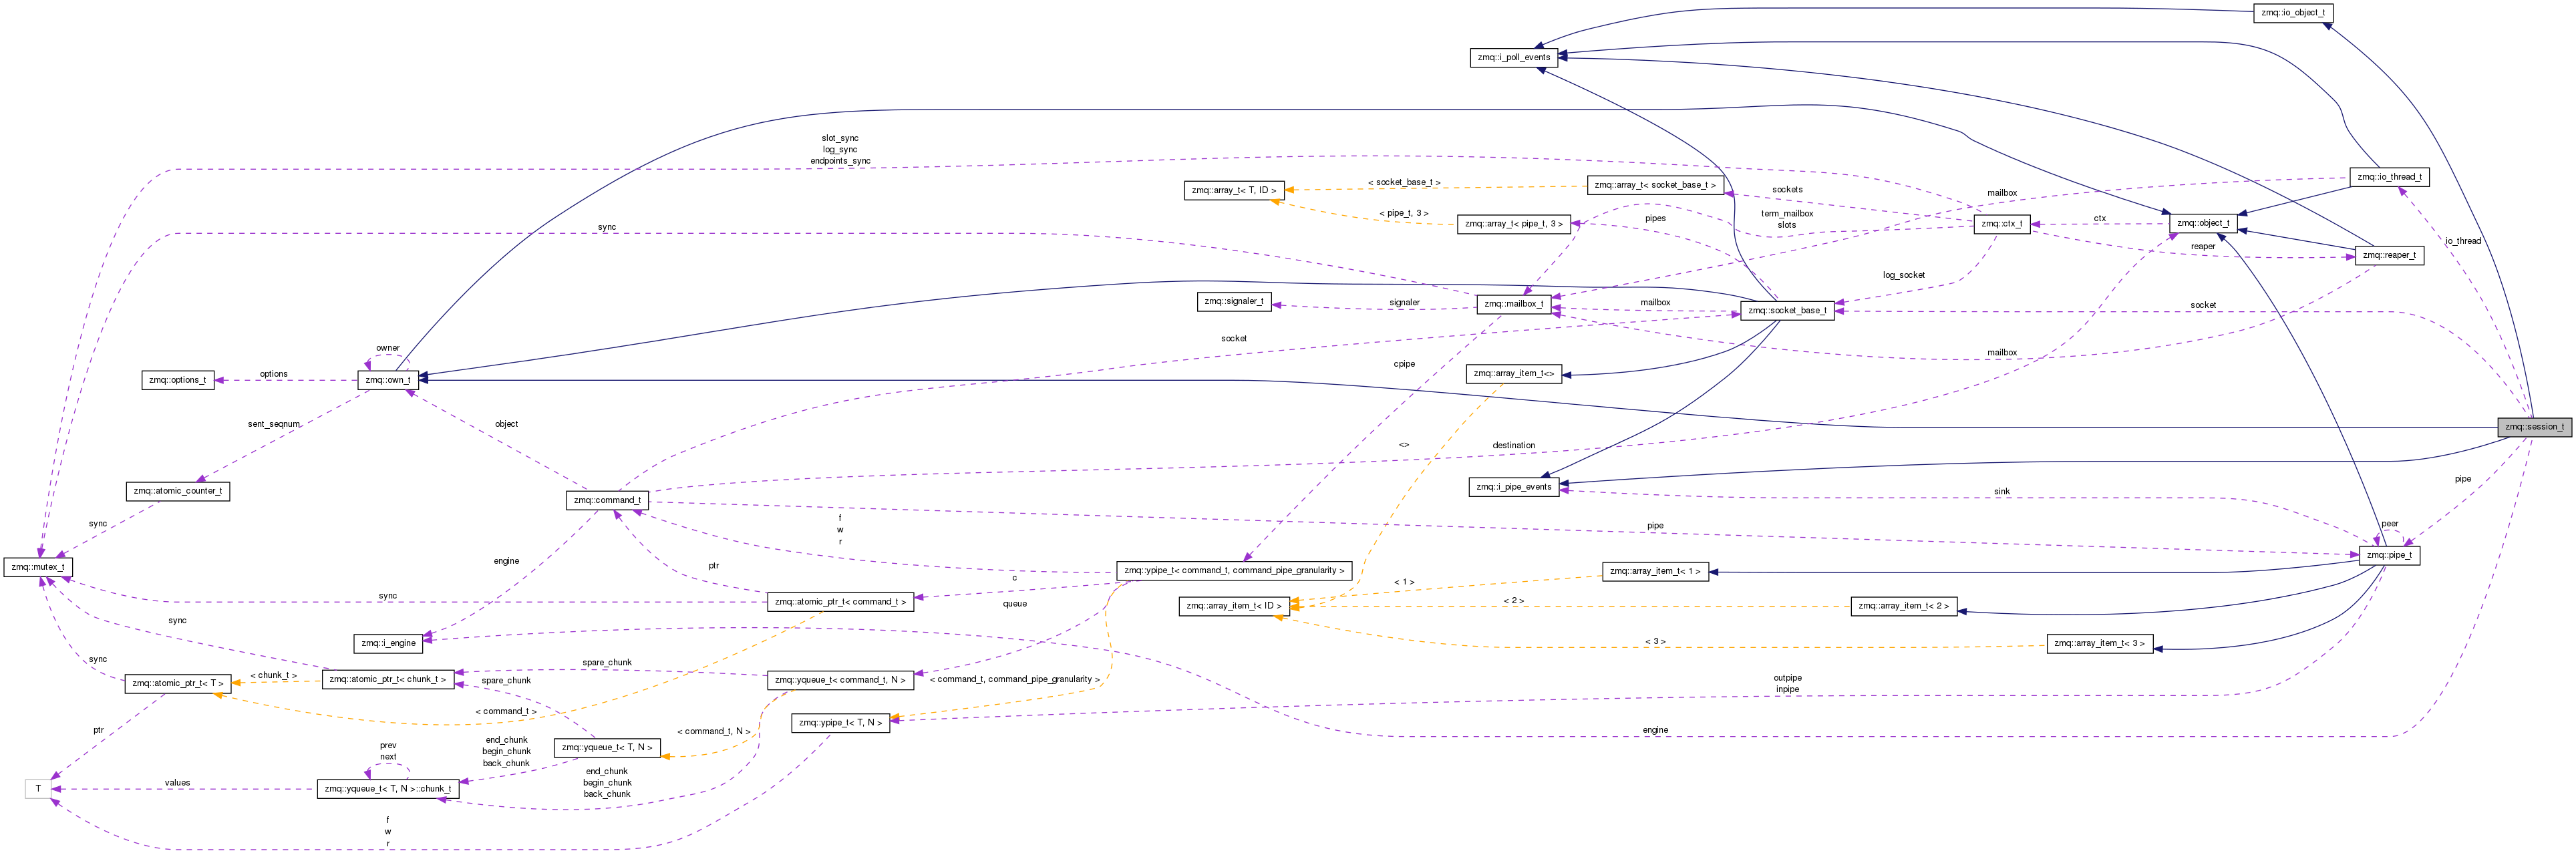 zmq::io_object_t
zmq::i_poll_events
slot_sync
log_sync
endpoints_sync
zmq::io_thread_t
< socket_base_t >
zmq::array_t< socket_base_t >
sockets
mailbox
zmq::array_t< T, ID >
< pipe_t, 3 >
zmq::array_t< pipe_t, 3 >
pipes
term_mailbox
slots
zmq::ctx_t
ctx
zmq::object_t
sync
io_thread
reaper
zmq::reaper_t
log_socket
zmq::signaler_t
signaler
zmq::mailbox_t
mailbox
zmq::socket_base_t
socket
owner
socket
mailbox
cpipe
zmq::options_t
options
zmq::own_t
zmq::array_item_t<>
sent_seqnum
object
zmq::session_t
<>
destination
pipe
zmq::atomic_counter_t
zmq::command_t
zmq::i_pipe_events
sink
sync
f
w
r
pipe
peer
zmq::mutex_t
engine
ptr
zmq::ypipe_t< command_t, command_pipe_granularity >
zmq::pipe_t
c
queue
< 1 >
zmq::array_item_t< 1 >
sync
zmq::atomic_ptr_t< command_t >
zmq::array_item_t< ID >
< 2 >
zmq::array_item_t< 2 >
sync
zmq::i_engine
< 3 >
zmq::array_item_t< 3 >
sync
spare_chunk
zmq::atomic_ptr_t< T >
< chunk_t >
zmq::atomic_ptr_t< chunk_t >
spare_chunk
zmq::yqueue_t< command_t, N >
< command_t, command_pipe_granularity >
outpipe
inpipe
< command_t >
zmq::ypipe_t< T, N >
ptr
< command_t, N >
engine
prev
next
end_chunk
begin_chunk
back_chunk
zmq::yqueue_t< T, N >
T
values
zmq::yqueue_t< T, N >::chunk_t
end_chunk
begin_chunk
back_chunk
f
w
r